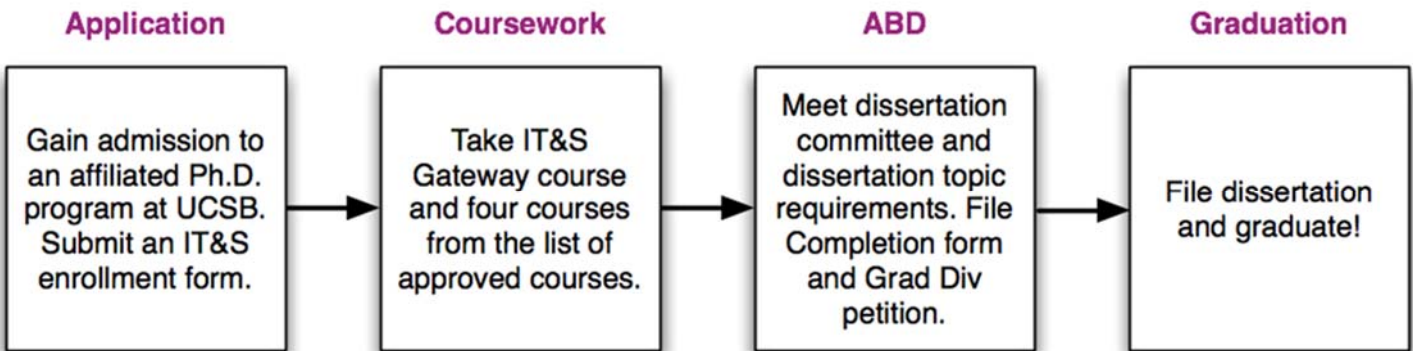 Application
Gain admission to
an affiliated Ph.D.
program at UCSB.
Submit an IT&S
enrollment form.
Coursework
Take IT&S
Gateway course
and four courses
from the list of
approved courses.
ABD
Meet dissertation
committee and
dissertation topic
requirements. File
Completion form
and Grad Div
petition.
Graduation
File dissertation
and graduate!